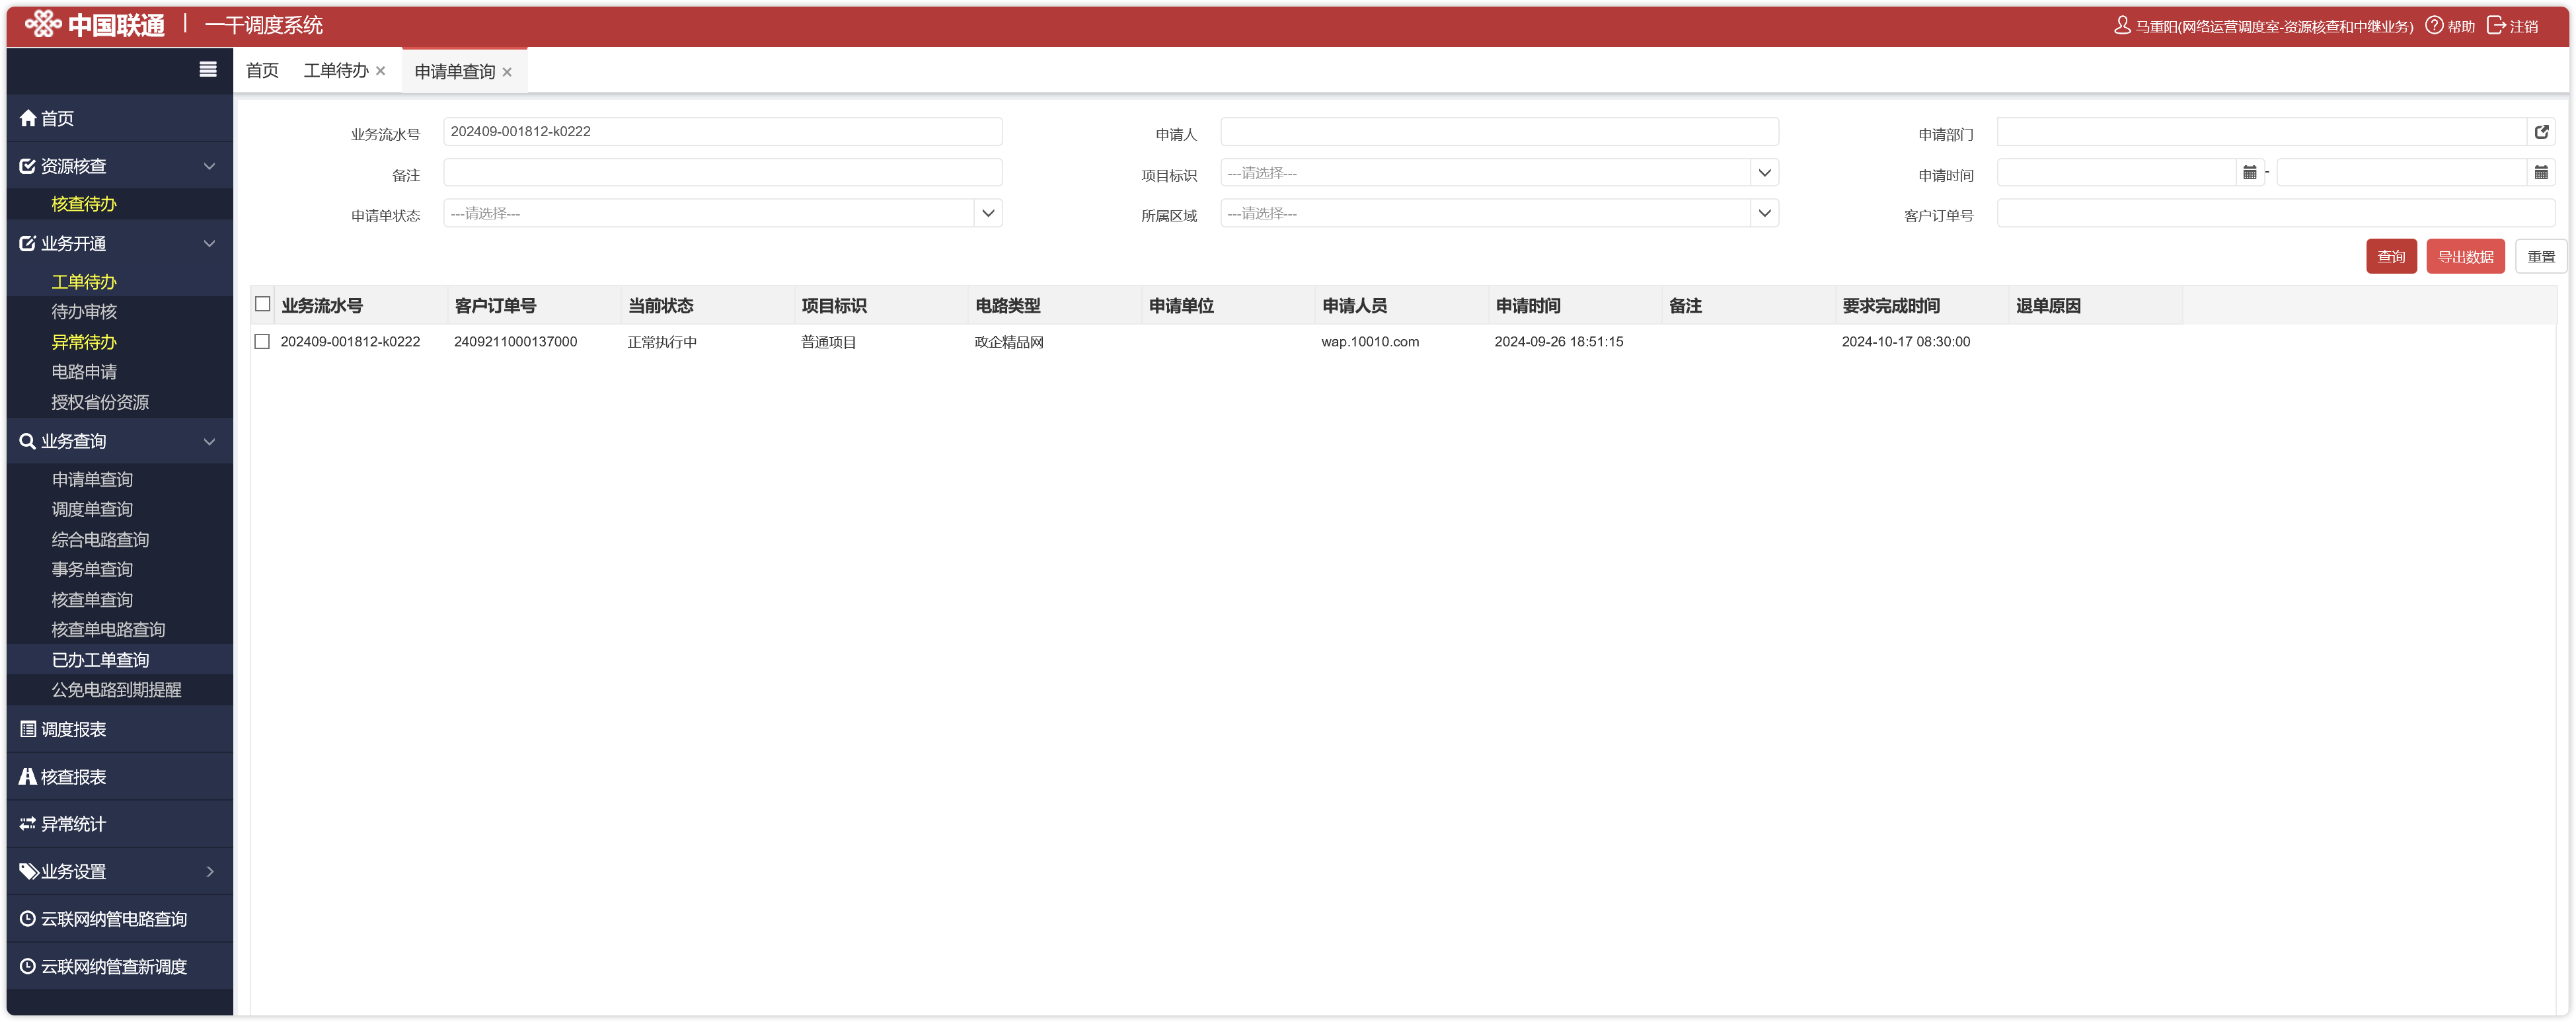 中国联通 一干调度系统 马重阳(网络运营调度室-资源核查和中继业务) 帮助 注销
首页 工单待办 × 申请单查询 ×
首页
资源核查
核查待办
业务开通
工单待办
待办审核
异常待办
电路申请
授权省份资源
业务查询
申请单查询
调度单查询
综合电路查询
事务单查询
核查单查询
核查单电路查询
已办工单查询
公免电路到期提醒
调度报表
核查报表
异常统计
业务设置
云联网纳管电路查询
云联网纳管查新调度
业务流水号 202409-001812-k0222 申请人 申请部门
备注 项目标识 ---请选择--- 申请时间 -
申请单状态 ---请选择--- 所属区域 ---请选择--- 客户订单号
查询 导出数据 重置
业务流水号 客户订单号 当前状态 项目标识 电路类型 申请单位 申请人员 申请时间 备注 要求完成时间 退单原因
202409-001812-k0222 2409211000137000 正常执行中 普通项目 政企精品网 wap.10010.com 2024-09-26 18:51:15 2024-10-17 08:30:00